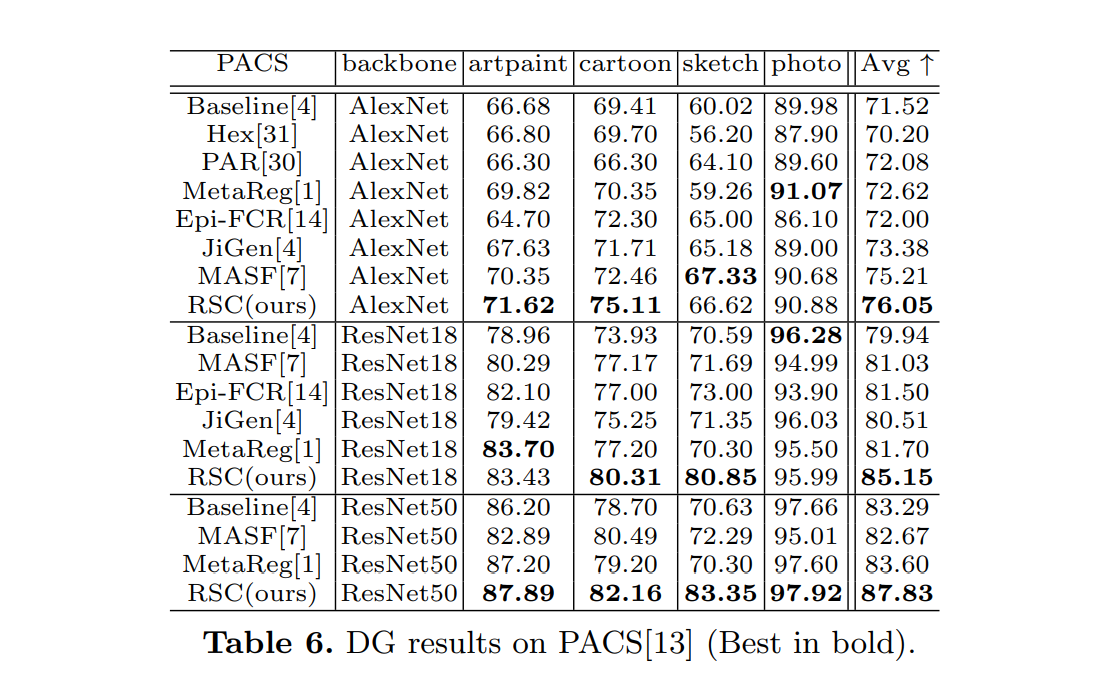 PACS backbone artpaint cartoon sketch photo Avg ↑
Baseline[4] AlexNet 66.68 69.41 60.02 89.98 71.52
Hex[31] AlexNet 66.80 69.70 56.20 87.90 70.20
PAR[30] AlexNet 66.30 66.30 64.10 89.60 72.08
MetaReg[1] AlexNet 69.82 70.35 59.26 91.07 72.62
Epi-FCR[14] AlexNet 64.70 72.30 65.00 86.10 72.00
JiGen[4] AlexNet 67.63 71.71 65.18 89.00 73.38
MASF[7] AlexNet 70.35 72.46 67.33 90.68 75.21
RSC(ours) AlexNet 71.62 75.11 66.62 90.88 76.05
Baseline[4] ResNet18 78.96 73.93 70.59 96.28 79.94
MASF[7] ResNet18 80.29 77.17 71.69 94.99 81.03
Epi-FCR[14] ResNet18 82.10 77.00 73.00 93.90 81.50
JiGen[4] ResNet18 79.42 75.25 71.35 96.03 80.51
MetaReg[1] ResNet18 83.70 77.20 70.30 95.50 81.70
RSC(ours) ResNet18 83.43 80.31 80.85 95.99 85.15
Baseline[4] ResNet50 86.20 78.70 70.63 97.66 83.29
MASF[7] ResNet50 82.89 80.49 72.29 95.01 82.67
MetaReg[1] ResNet50 87.20 79.20 70.30 97.60 83.60
RSC(ours) ResNet50 87.89 82.16 83.35 97.92 87.83
Table 6. DG results on PACS[13] (Best in bold).